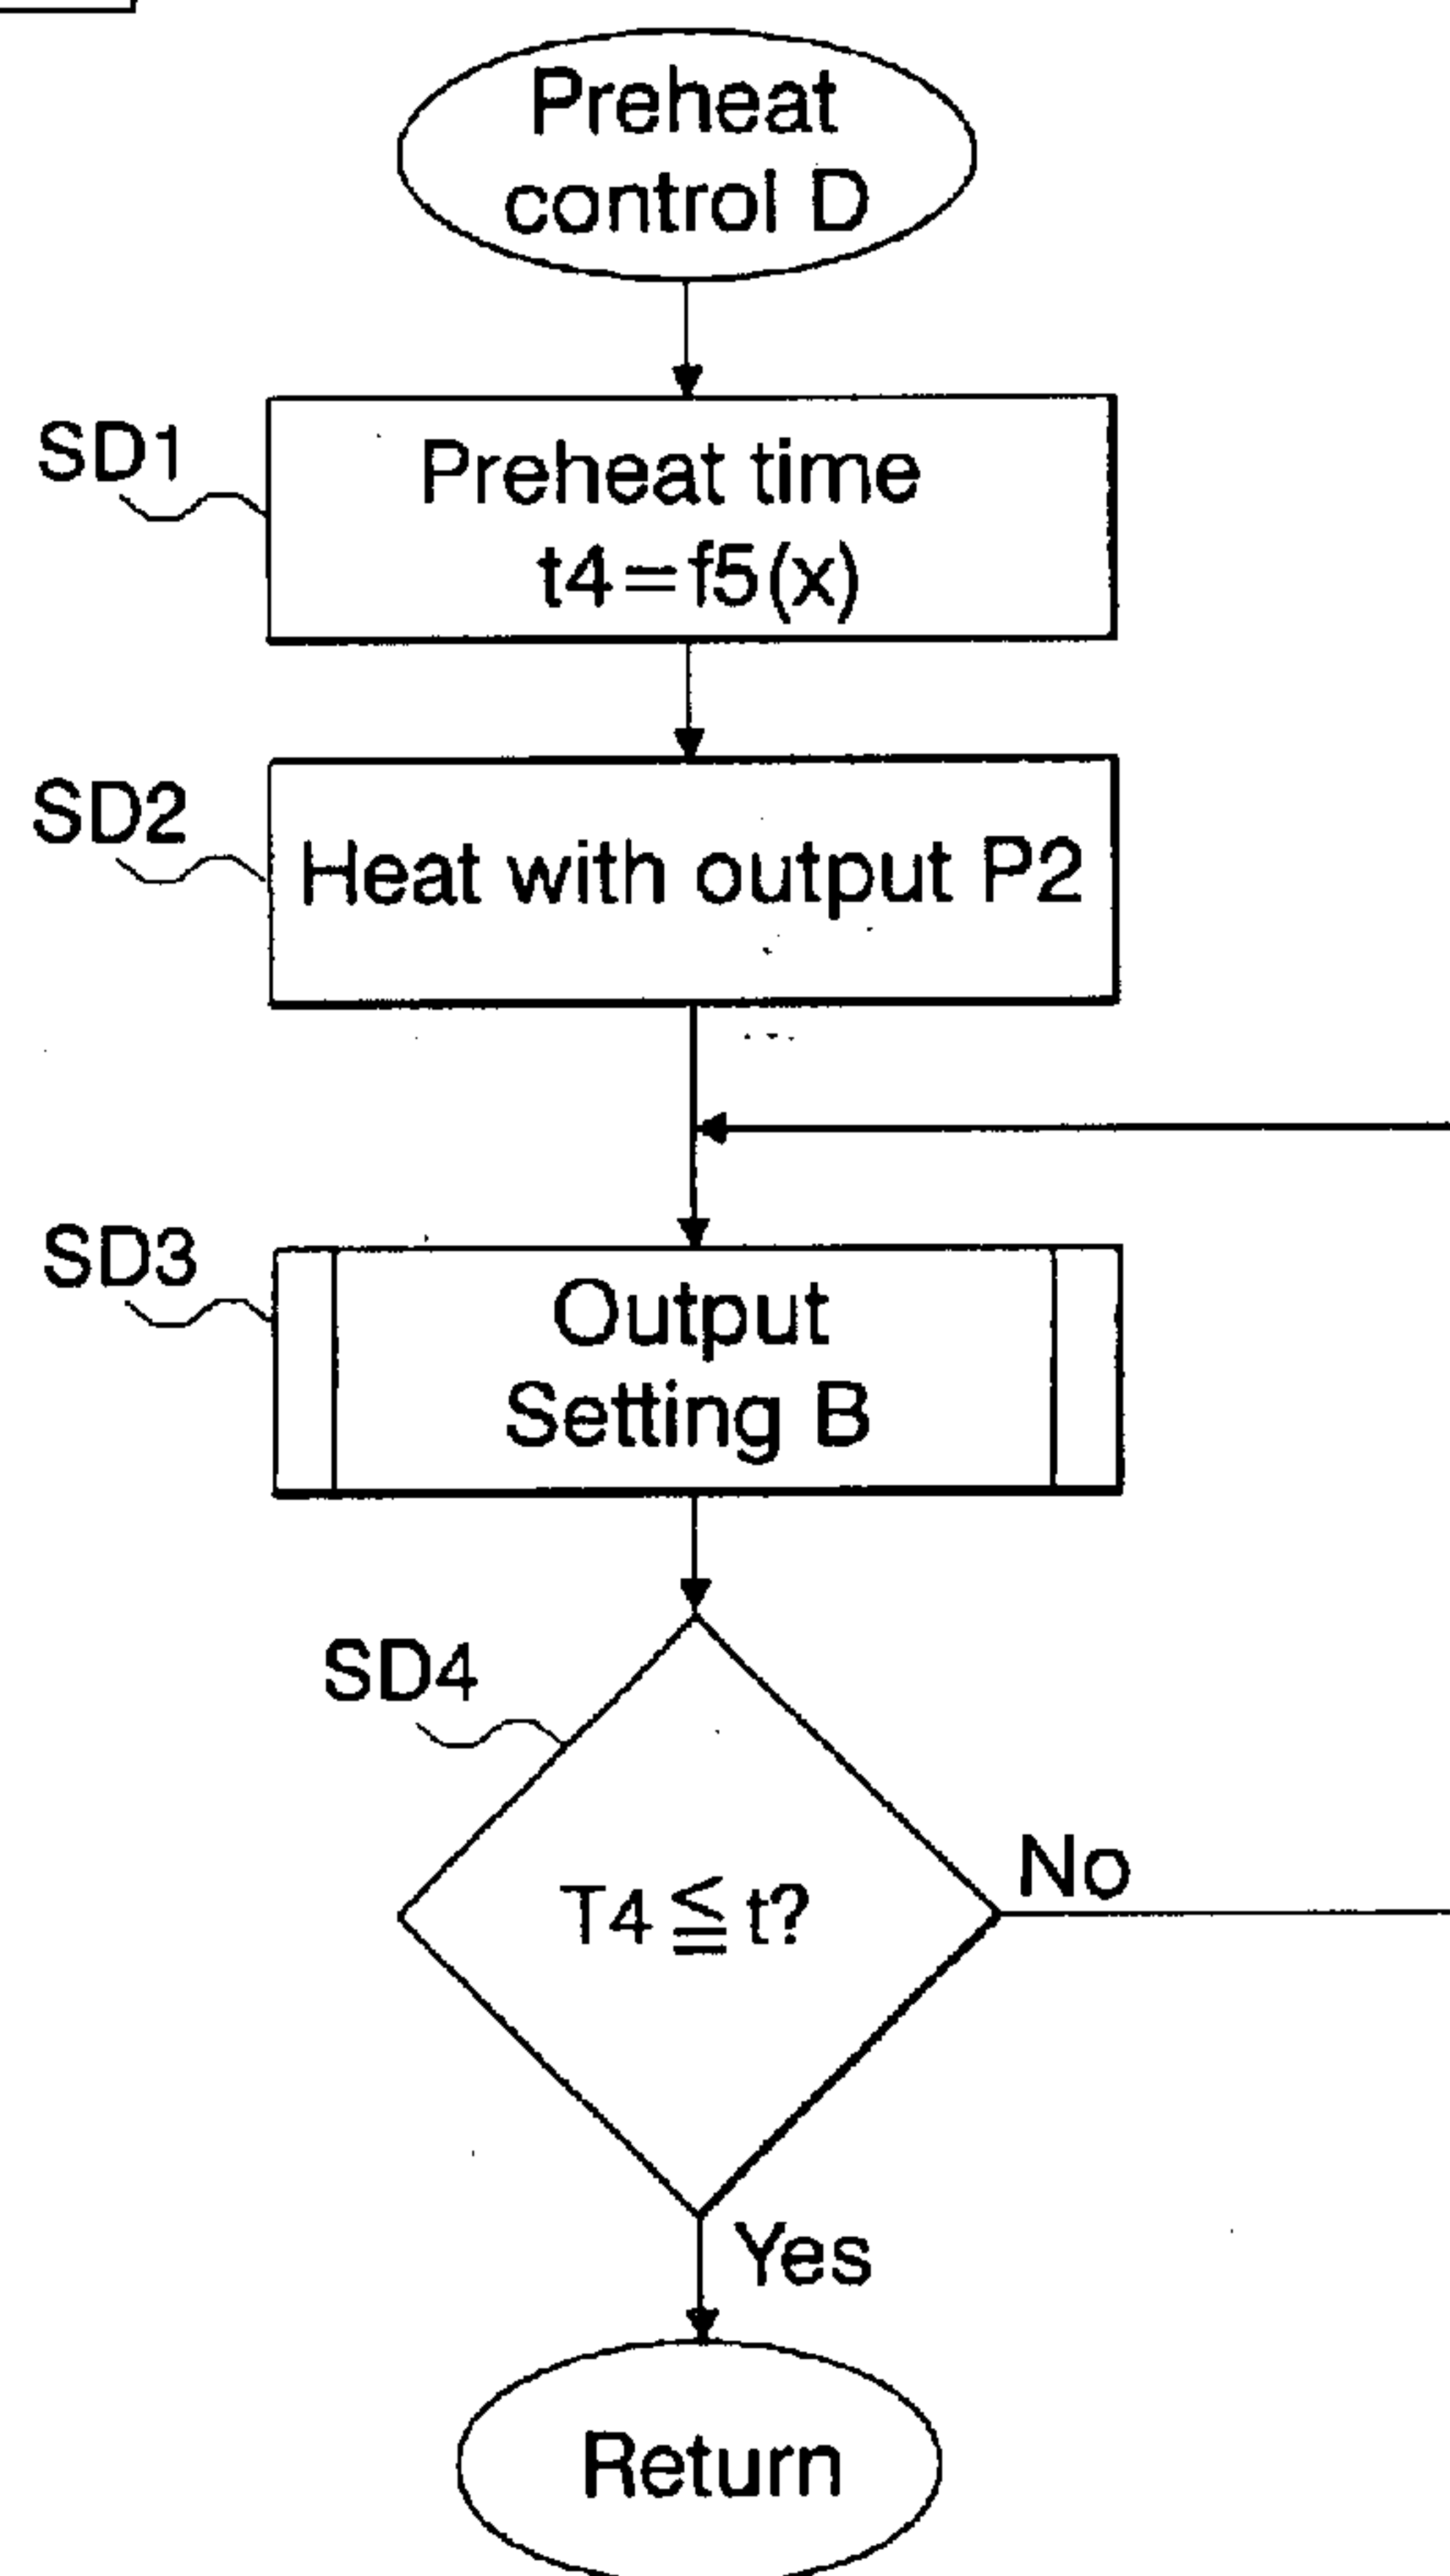 Preheat
control D
SD1
Preheat time
t4=f5(x)
SD2
Heat with output P2
SD3
Output
Setting B
SD4
T4≦t?
No
Yes
Return